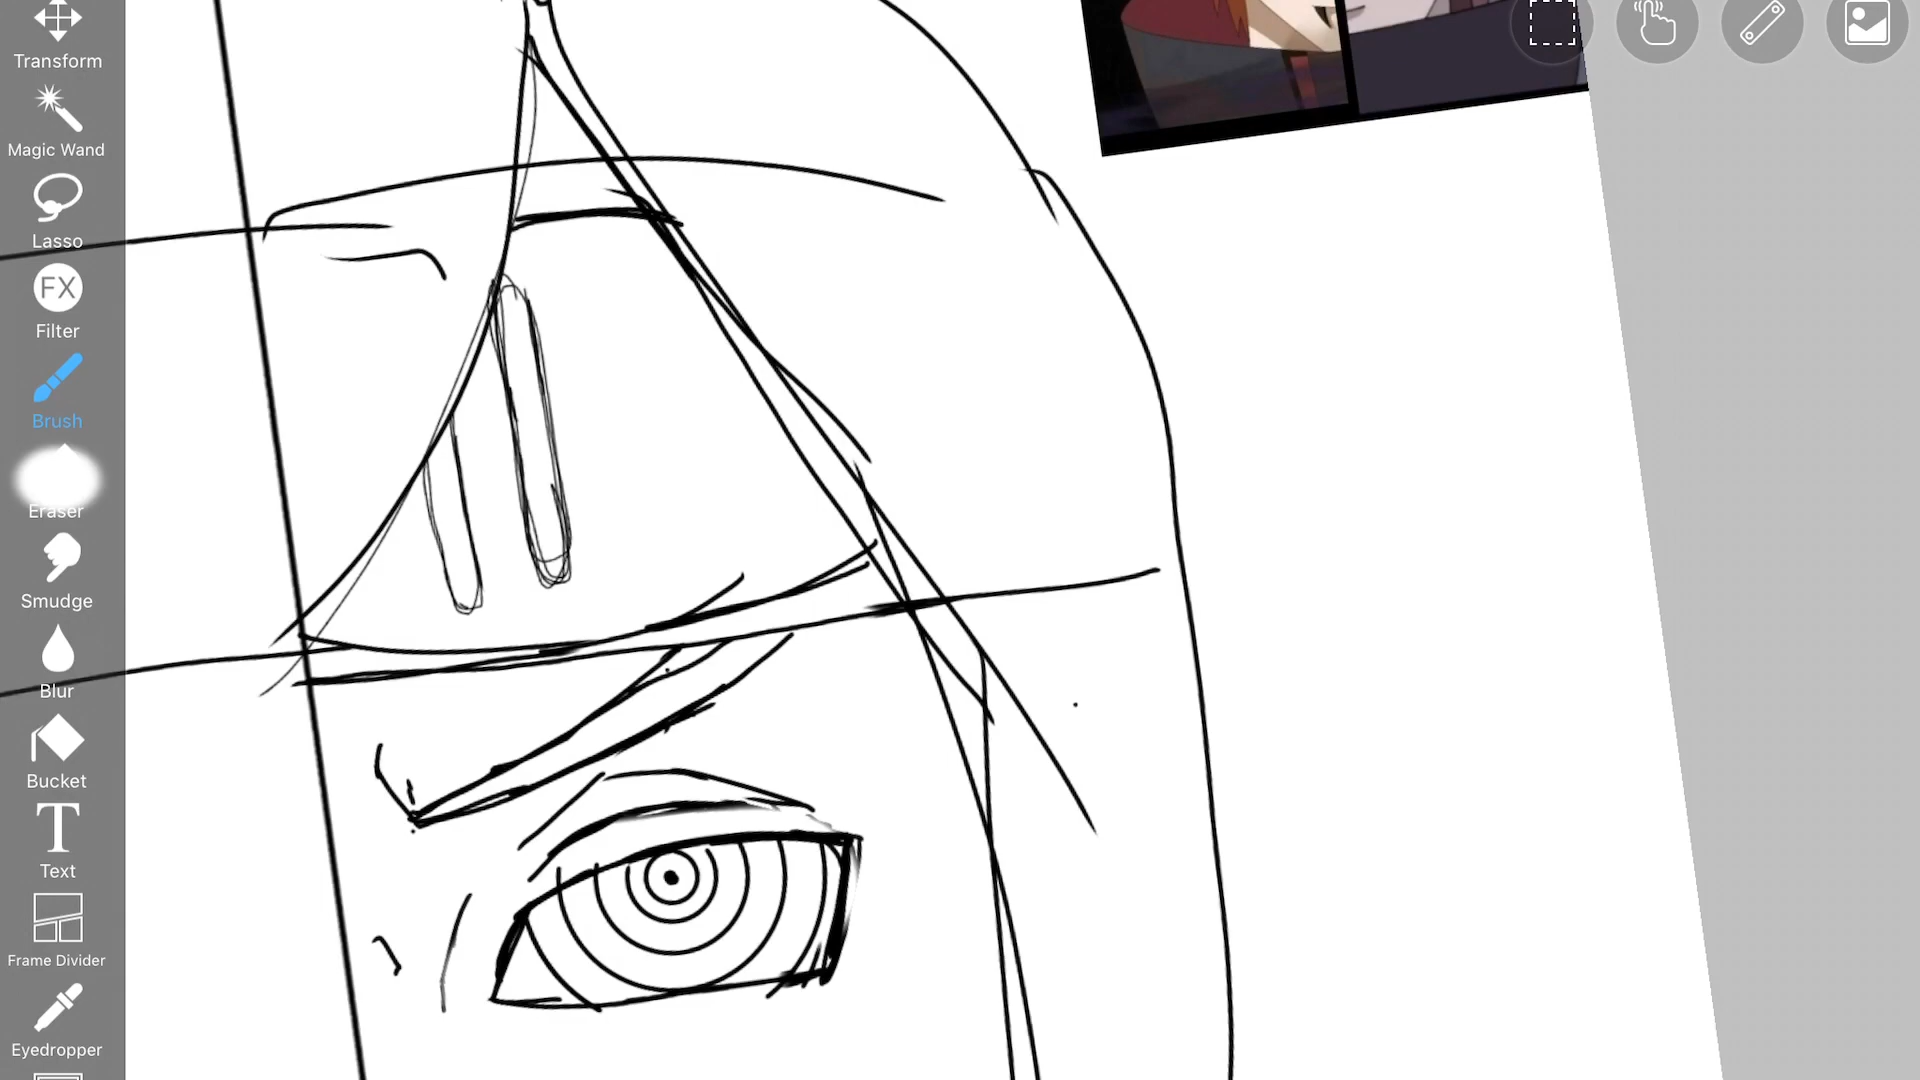 Transform
Magic Wand
Lasso
FX
Filter
Brush
Eraser
Smudge
Blur
Bucket
T
Text
Frame Divider
Eyedropper